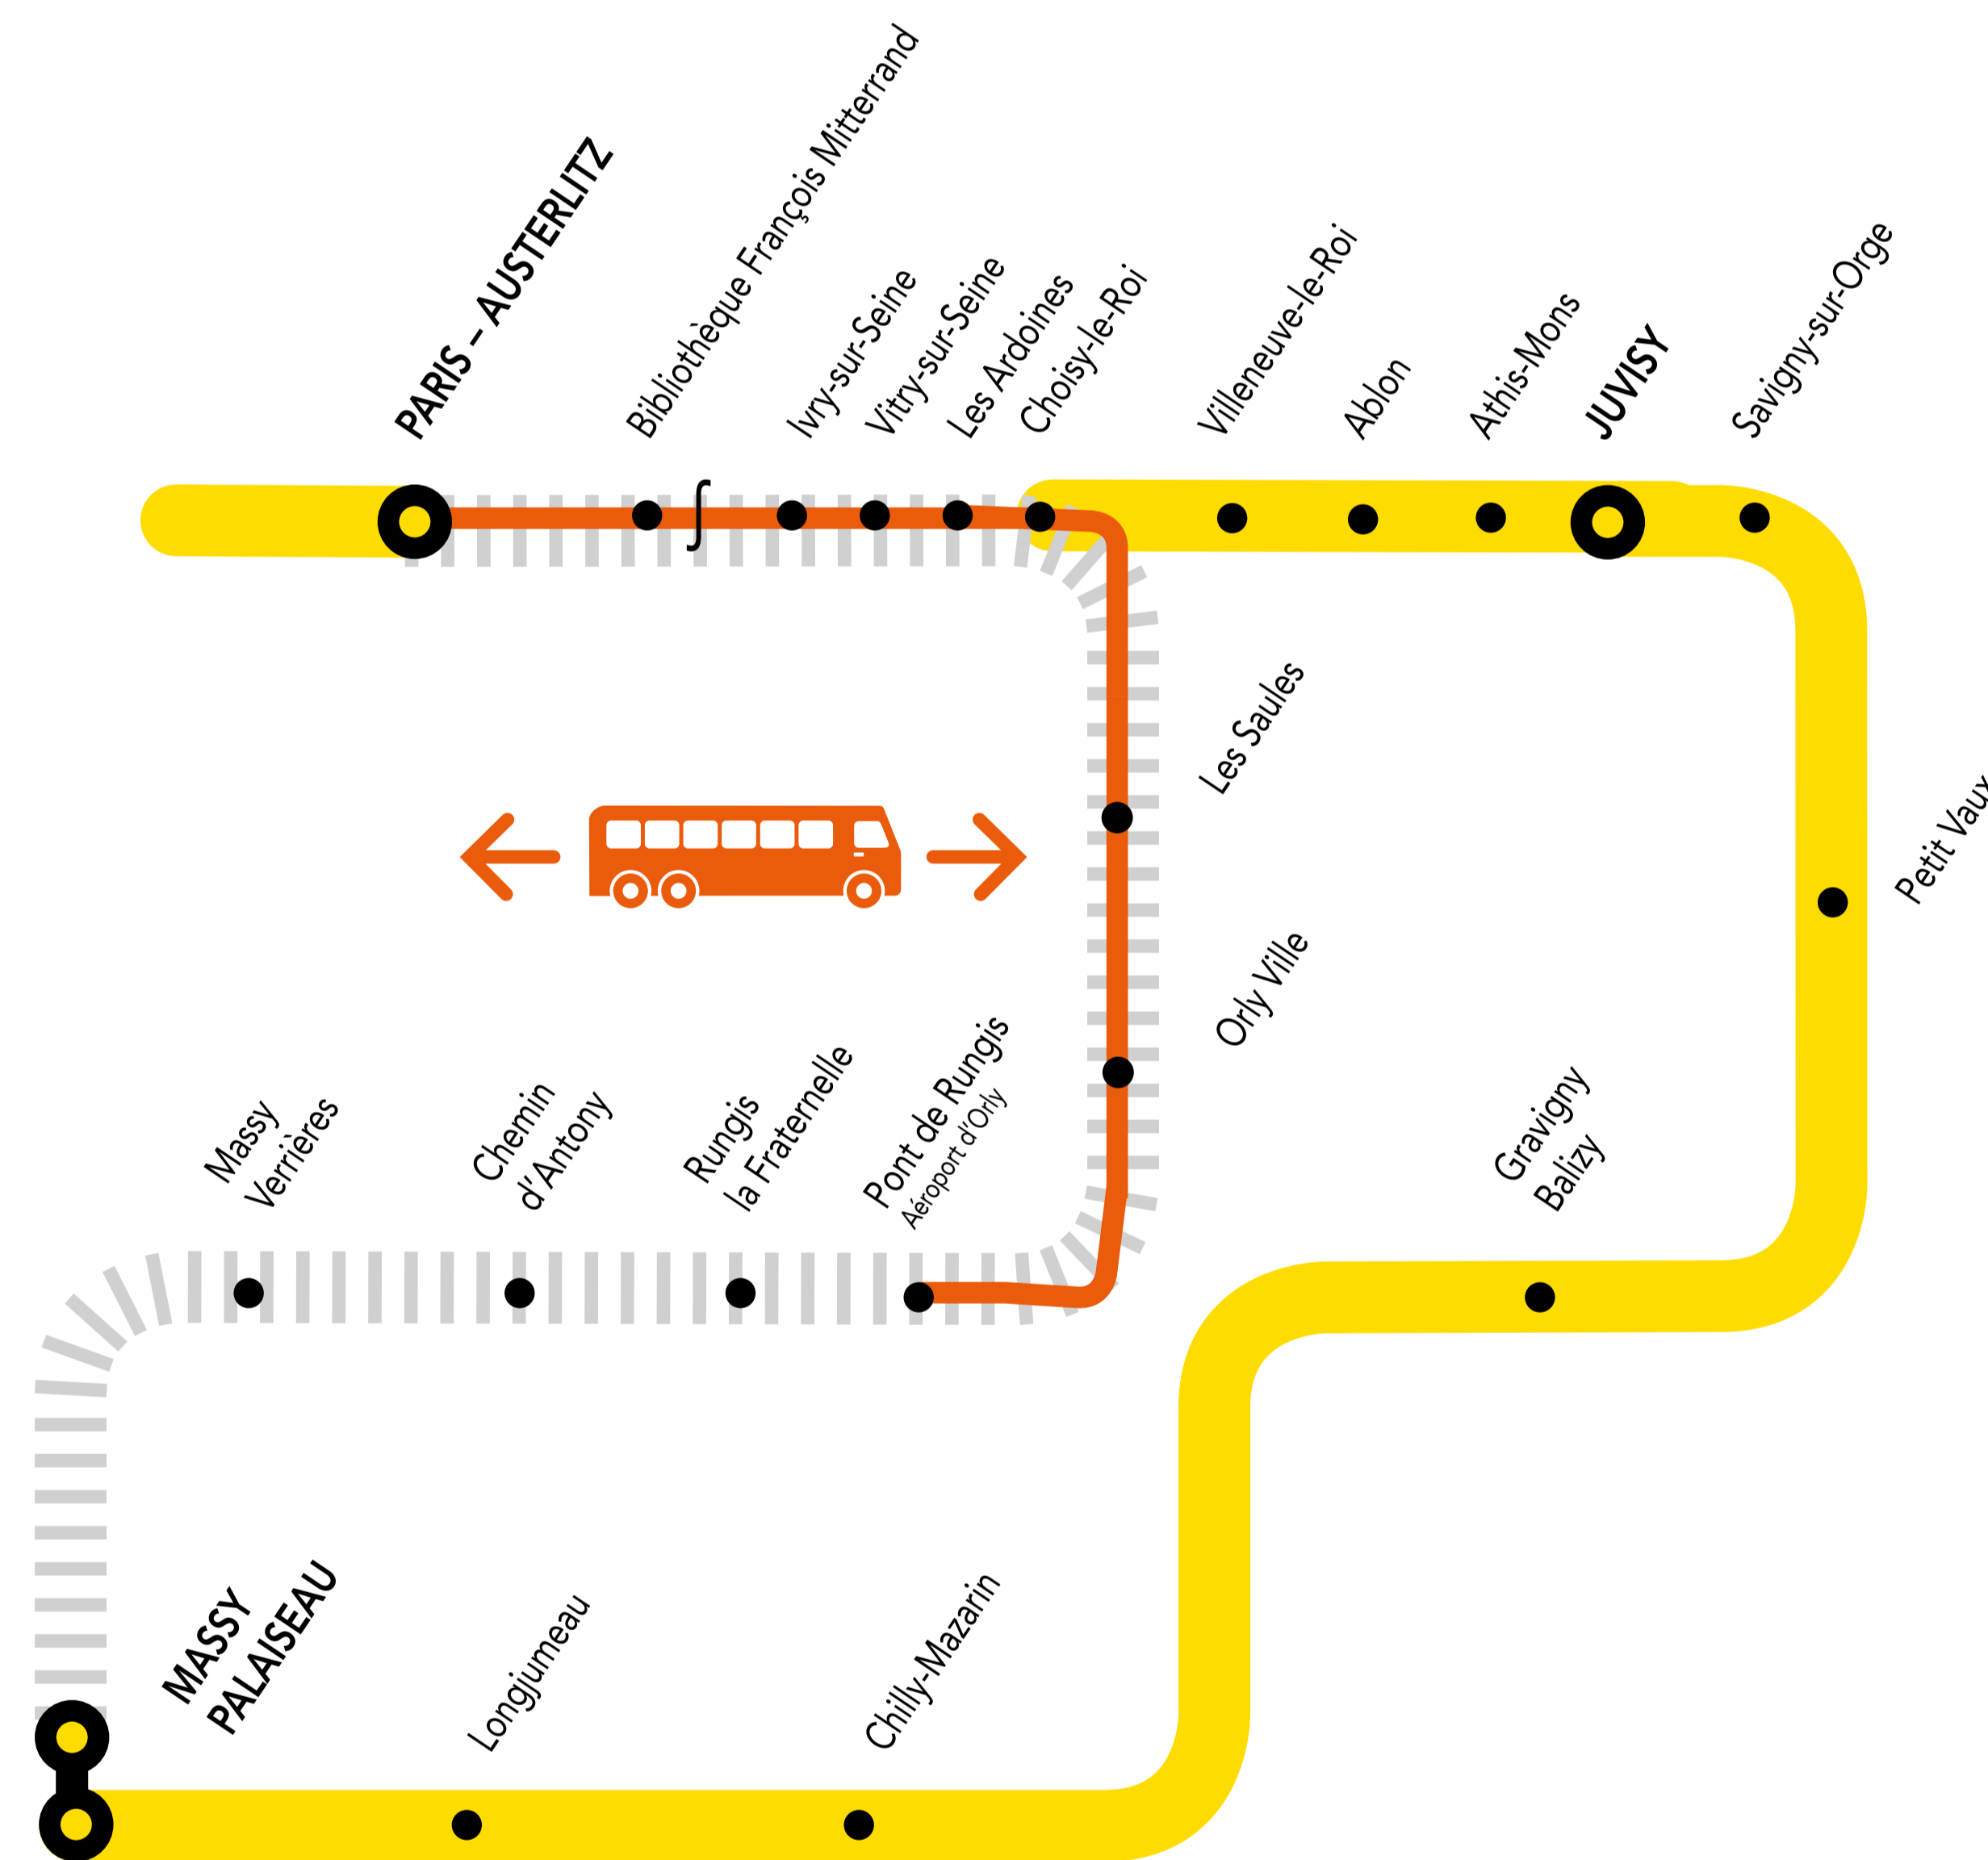 PARIS – AUSTERLITZ
Bibliothèque François Mitterrand
Ivry-sur-Seine
Vitry-sur-Seine
Les Ardoines
Choisy-le-Roi
Villeneuve-le-Roi
Ablon
Athis-Mons
JUVISY
Savigny-sur-Orge
Les Saules
Petit Vaux
Orly Ville
Massy
Verrières
Chemin
d'Antony
Rungis
la Fraternelle
Pont de Rungis
Aéroport d'Orly
Gravigny
Balizy
MASSY
PALAISEAU
Longjumeau
Chilly-Mazarin